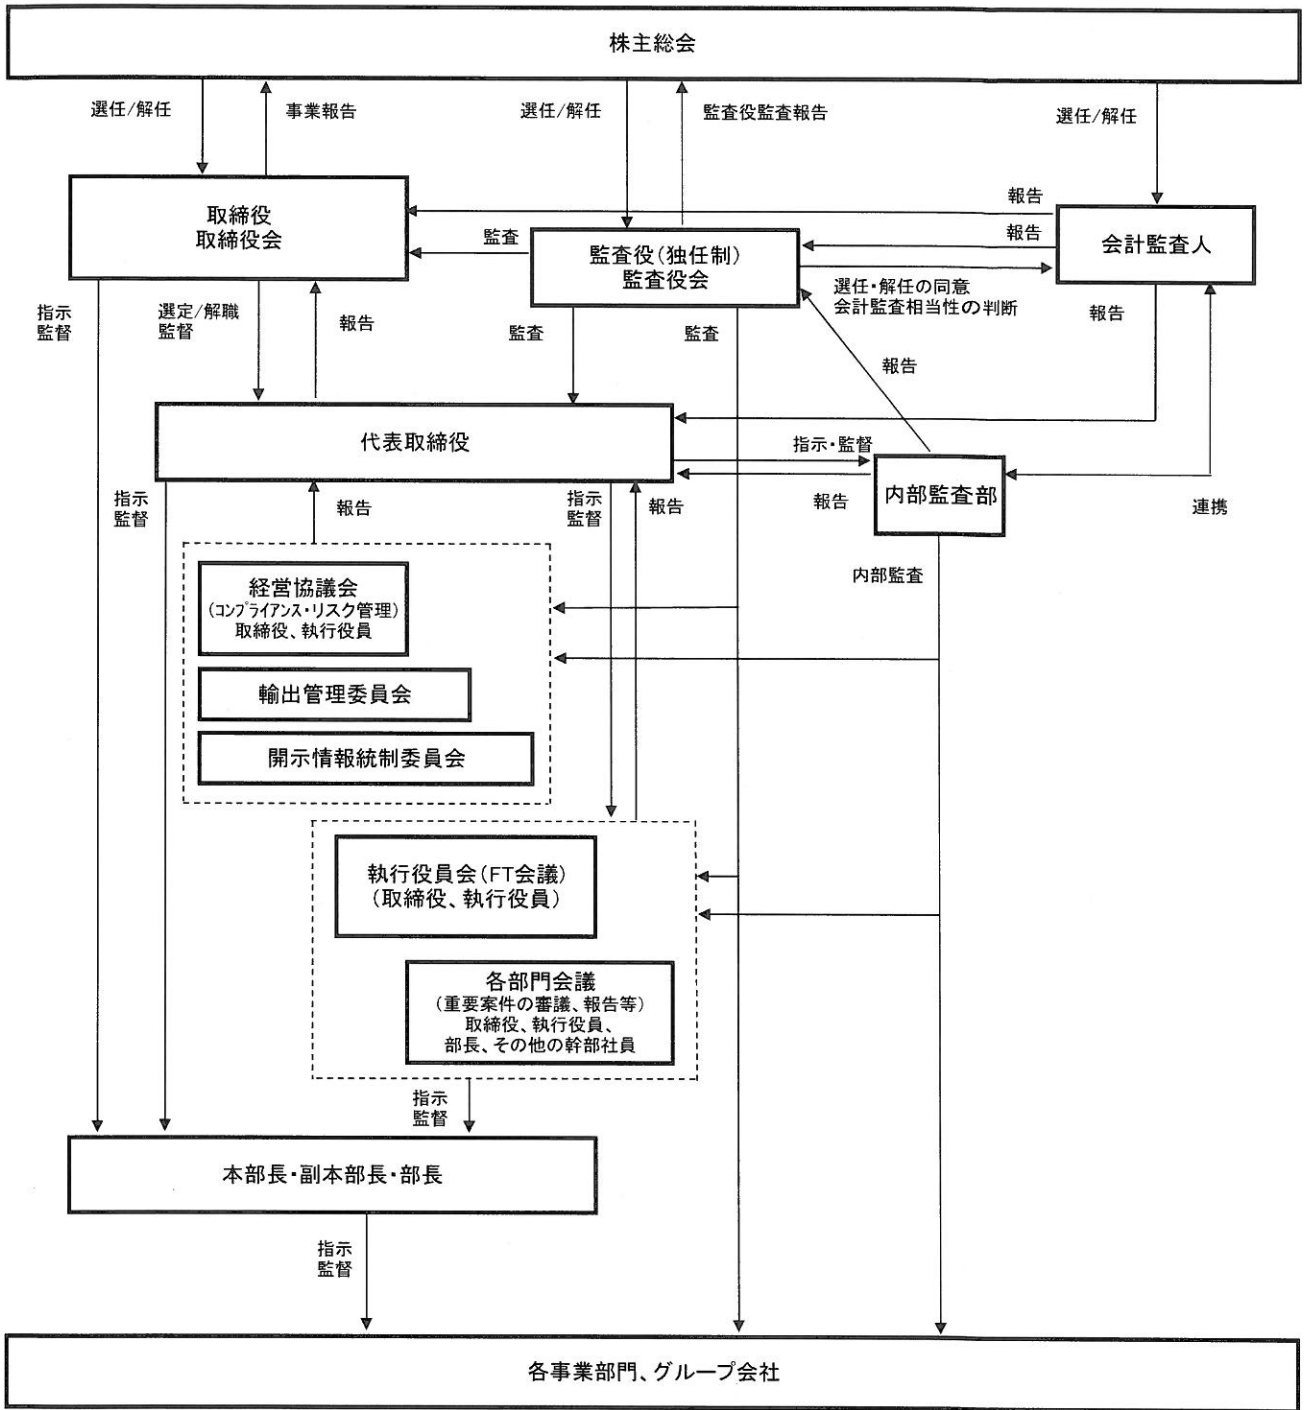 株主総会
選任/解任
事業報告
選任/解任
監査役監査報告
選任/解任
取締役
取締役会
報告
監査
監査役(独任制)
監査役会
報告
会計監査人
選任・解任の同意
会計監査相当性の判断
指示
監督
選定/解職
監督
報告
監査
監査
報告
報告
代表取締役
指示・監督
報告
内部監査部
連携
指示
監督
報告
指示
監督
報告
内部監査
経営協議会
(コンプライアンス・リスク管理)
取締役、執行役員
輸出管理委員会
開示情報統制委員会
執行役員会(FT会議)
(取締役、執行役員)
各部門会議
(重要案件の審議、報告等)
取締役、執行役員、
部長、その他の幹部社員
指示
監督
本部長・副本部長・部長
指示
監督
各事業部門、グループ会社